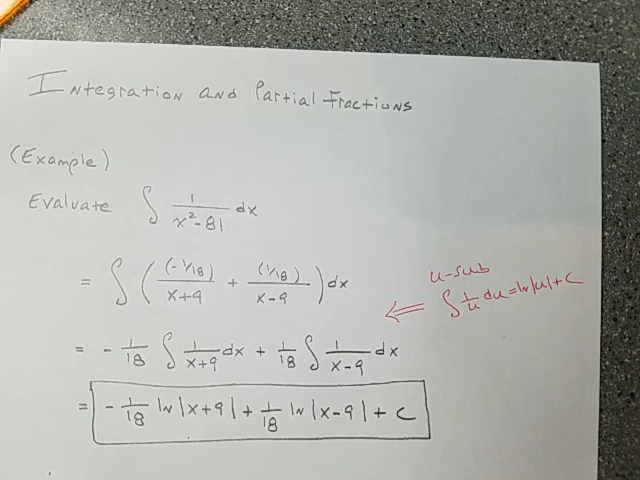 Integration and Partial Fractions
(Example)
Evaluate ∫ 1/(x²-81) dx
= ∫ ( (-1/18)/(x+9) + (1/18)/(x-9) ) dx
u-sub
⇐ ∫ 1/u du = ln|u| + C
= -1/18 ∫ 1/(x+9) dx + 1/18 ∫ 1/(x-9) dx
= -1/18 ln|x+9| + 1/18 ln|x-9| + C